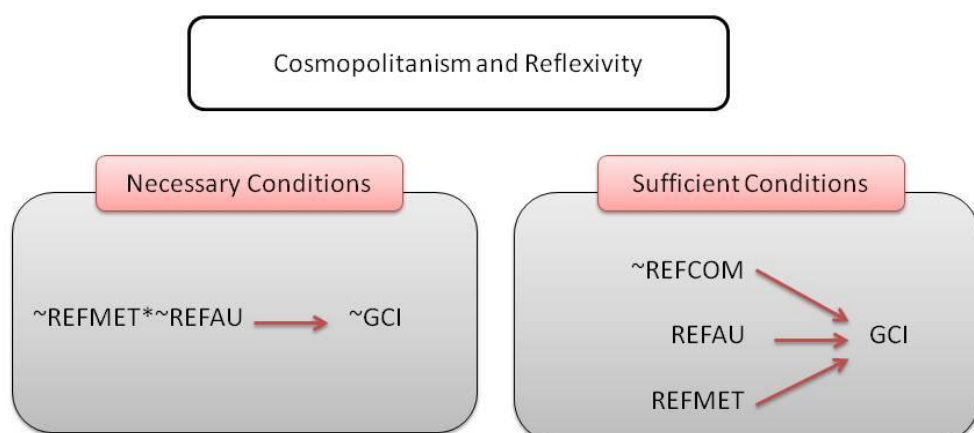 Cosmopolitanism and Reflexivity
Necessary Conditions
~REFMET*~REFAU
~GCI
Sufficient Conditions
~REFCOM
REFAU
GCI
REFMET